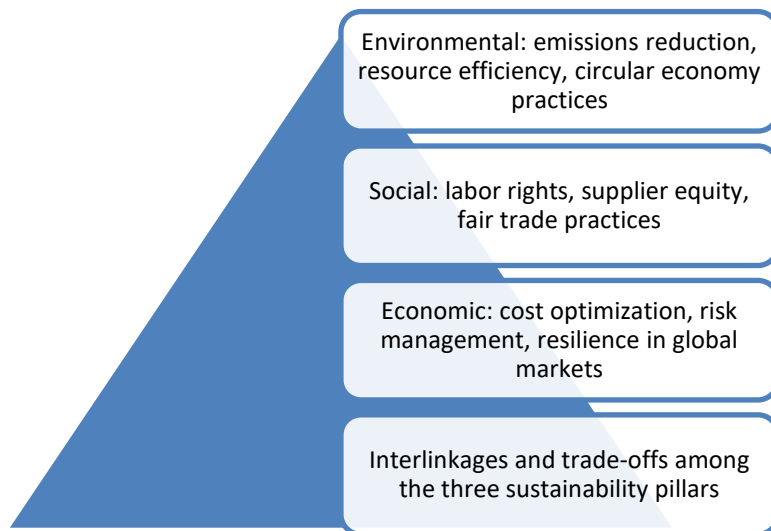 Environmental: emissions reduction,
resource efficiency, circular economy
practices
Social: labor rights, supplier equity,
fair trade practices
Economic: cost optimization, risk
management, resilience in global
markets
Interlinkages and trade-offs among
the three sustainability pillars